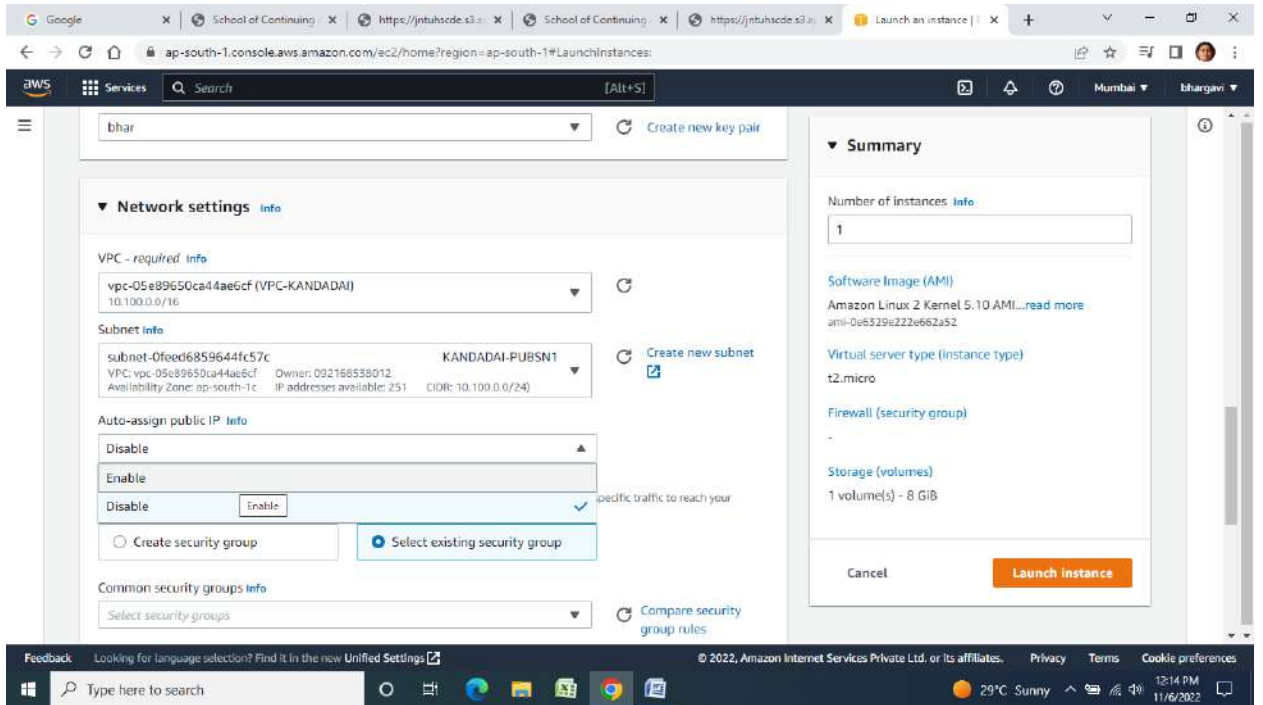 Google
School of Continuing
https://jntuhscde.s3.a
School of Continuing
https://jntuhscde.s3.a
Launch an instance |
ap-south-1.console.aws.amazon.com/ec2/home?region=ap-south-1#LaunchInstances:
aws
Services
Search
[Alt+S]
Mumbai
bhargavi
bhar
Create new key pair
Network settings Info
VPC - required Info
vpc-05e89650ca44ae6cf (VPC-KANDADAI)
10.100.0.0/16
Subnet Info
subnet-0feed6859644fc57c KANDADAI-PUBSN1
VPC: vpc-05e89650ca44ae6cf Owner: 092168538012
Availability Zone: ap-south-1c IP addresses available: 251 CIDR: 10.100.0.0/24)
Create new subnet
Auto-assign public IP Info
Disable
Enable
Disable
Enable
specific traffic to reach your
Create security group
Select existing security group
Common security groups Info
Select security groups
Compare security
group rules
Summary
Number of instances Info
1
Software Image (AMI)
Amazon Linux 2 Kernel 5.10 AMI...read more
ami-0e6329e222e662a52
Virtual server type (instance type)
t2.micro
Firewall (security group)
-
Storage (volumes)
1 volume(s) - 8 GiB
Cancel
Launch instance
Feedback
Looking for language selection? Find it in the new Unified Settings
© 2022, Amazon Internet Services Private Ltd. or its affiliates.
Privacy
Terms
Cookie preferences
Type here to search
29°C Sunny
12:14 PM
11/6/2022